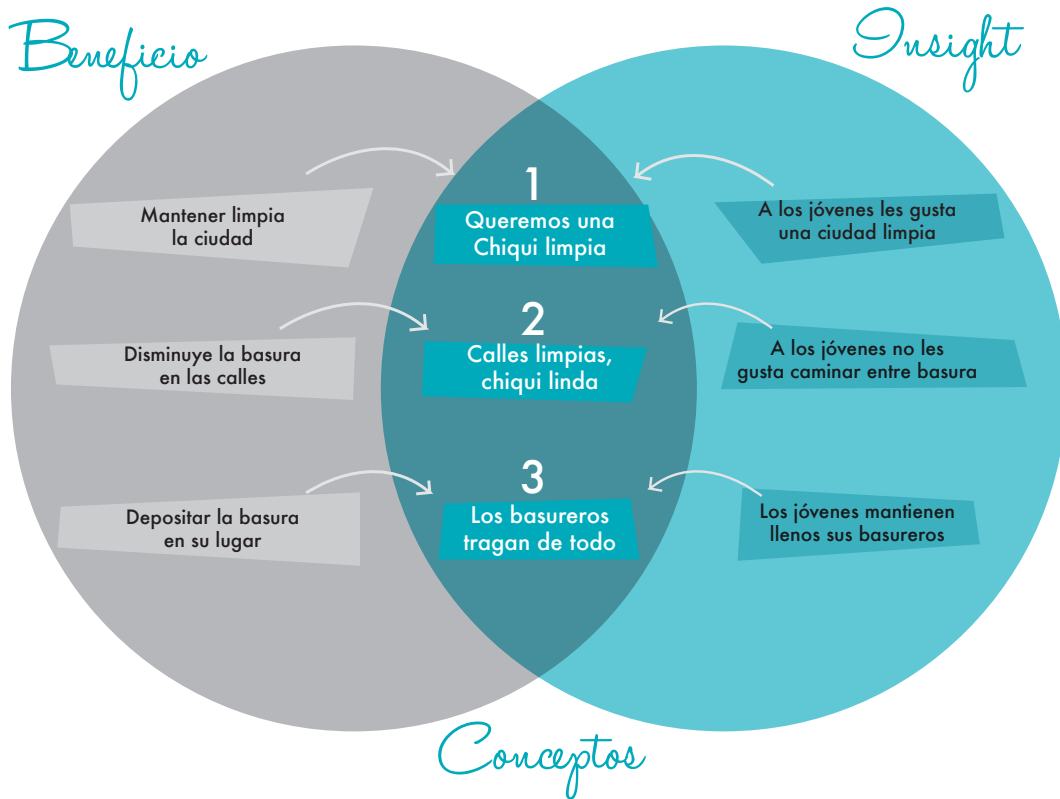 Beneficio
Insight
Mantener limpia
la ciudad
1
Queremos una
Chiqui limpia
A los jóvenes les gusta
una ciudad limpia
Disminuye la basura
en las calles
2
Calles limpias,
chiqui linda
A los jóvenes no les
gusta caminar entre basura
Depositar la basura
en su lugar
3
Los basureros
tragan de todo
Los jóvenes mantienen
llenos sus basureros
Conceptos